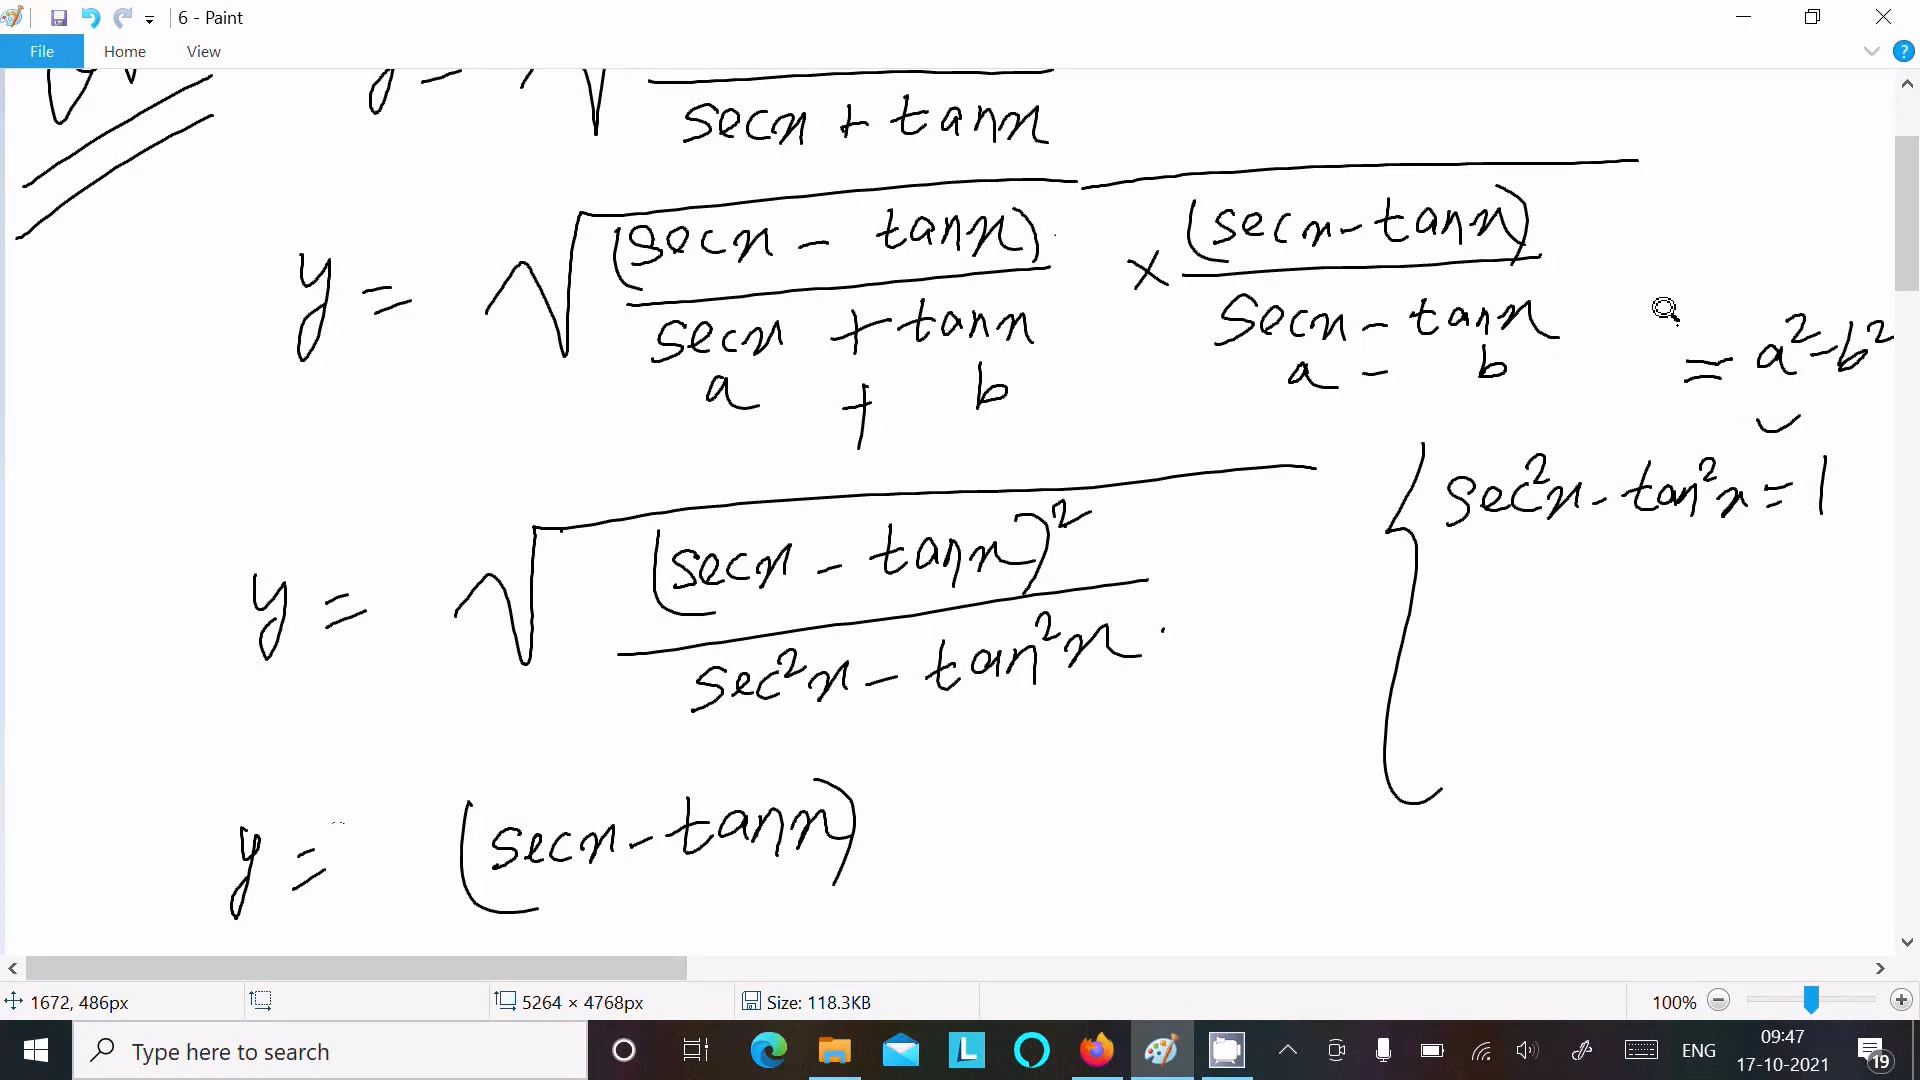 6 - Paint
File Home View
y = √
secx + tanx
y = √ (secx - tanx) / secx + tanx × (secx - tanx) / secx - tanx
a + b a - b = a² - b²
sec²x - tan²x = 1
y = √ (secx - tanx)² / sec²x - tan²x
y = (secx - tanx)
1672, 486px 5264 × 4768px Size: 118.3KB 100%
Type here to search
ENG 09:47
17-10-2021
19